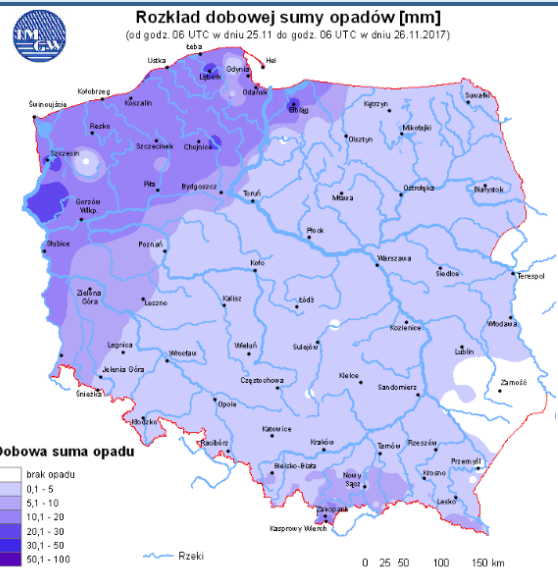 IM
GW
Rozkład dobowej sumy opadów [mm]
(od godz. 06 UTC w dniu 25.11 do godz. 06 UTC w dniu 26.11.2017)
Łeba
Ustka
Hel
Lębork
Gdynia
Gdańsk
Kołobrzeg
Koszalin
Elbląg
Kętrzyn
Suwałki
Świnoujście
Resko
Mikołajki
Olsztyn
Szczecin
Szczecinek
Chojnice
Piła
Bydgoszcz
Toruń
Mława
Ostrołęka
Białystok
Gorzów
Wlkp.
Płock
Słubice
Poznań
Koło
Warszawa
Siedlce
Terespol
Zielona
Góra
Leszno
Kalisz
Łódź
Kozienice
Włodawa
Legnica
Wrocław
Wieluń
Sulejów
Lublin
Jelenia Góra
Śnieżka
Częstochowa
Kielce
Sandomierz
Zamość
Opole
Kłodzko
Racibórz
Katowice
Kraków
Tarnów
Rzeszów
Przemyśl
Bielsko-Biała
Nowy
Sącz
Krosno
Lesko
Zakopane
Kasprowy Wierch
Dobowa suma opadu
brak opadu
0,1 - 5
5,1 - 10
10,1 - 20
20,1 - 30
30,1 - 50
50,1 - 100
Rzeki
0 25 50 100 150 km